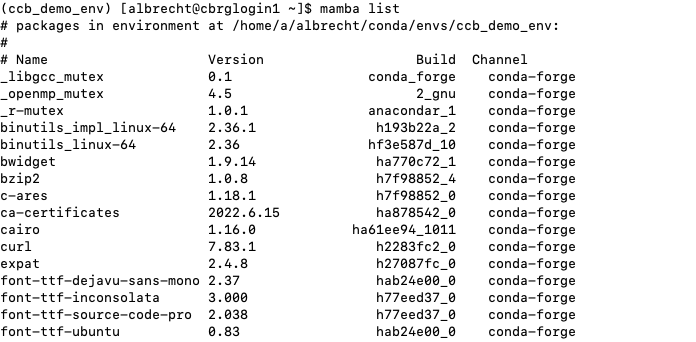 (ccb_demo_env) [albrecht@cbrglogin1 ~]$ mamba list
# packages in environment at /home/a/albrecht/conda/envs/ccb_demo_env:
#
# Name                    Version                   Build  Channel
_libgcc_mutex             0.1                 conda_forge    conda-forge
_openmp_mutex             4.5                       2_gnu    conda-forge
_r-mutex                  1.0.1               anacondar_1    conda-forge
binutils_impl_linux-64    2.36.1               h193b22a_2    conda-forge
binutils_linux-64         2.36                hf3e587d_10    conda-forge
bwidget                   1.9.14               ha770c72_1    conda-forge
bzip2                     1.0.8                h7f98852_4    conda-forge
c-ares                    1.18.1               h7f98852_0    conda-forge
ca-certificates           2022.6.15            ha878542_0    conda-forge
cairo                     1.16.0            ha61ee94_1011    conda-forge
curl                      7.83.1               h2283fc2_0    conda-forge
expat                     2.4.8                h27087fc_0    conda-forge
font-ttf-dejavu-sans-mono 2.37                 hab24e00_0    conda-forge
font-ttf-inconsolata      3.000                h77eed37_0    conda-forge
font-ttf-source-code-pro  2.038                h77eed37_0    conda-forge
font-ttf-ubuntu           0.83                 hab24e00_0    conda-forge